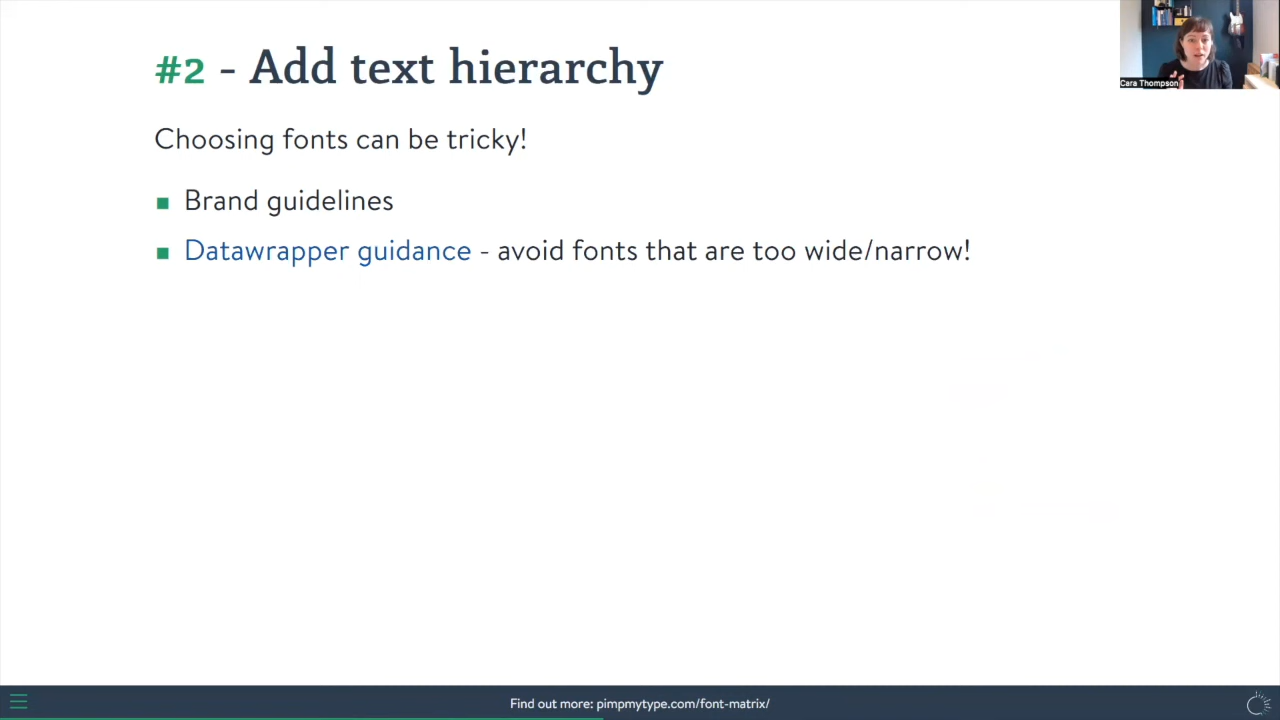 #2 - Add text hierarchy
Choosing fonts can be tricky!
Brand guidelines
Datawrapper guidance - avoid fonts that are too wide/narrow!
Cara Thompson
Find out more: pimpmytype.com/font-matrix/